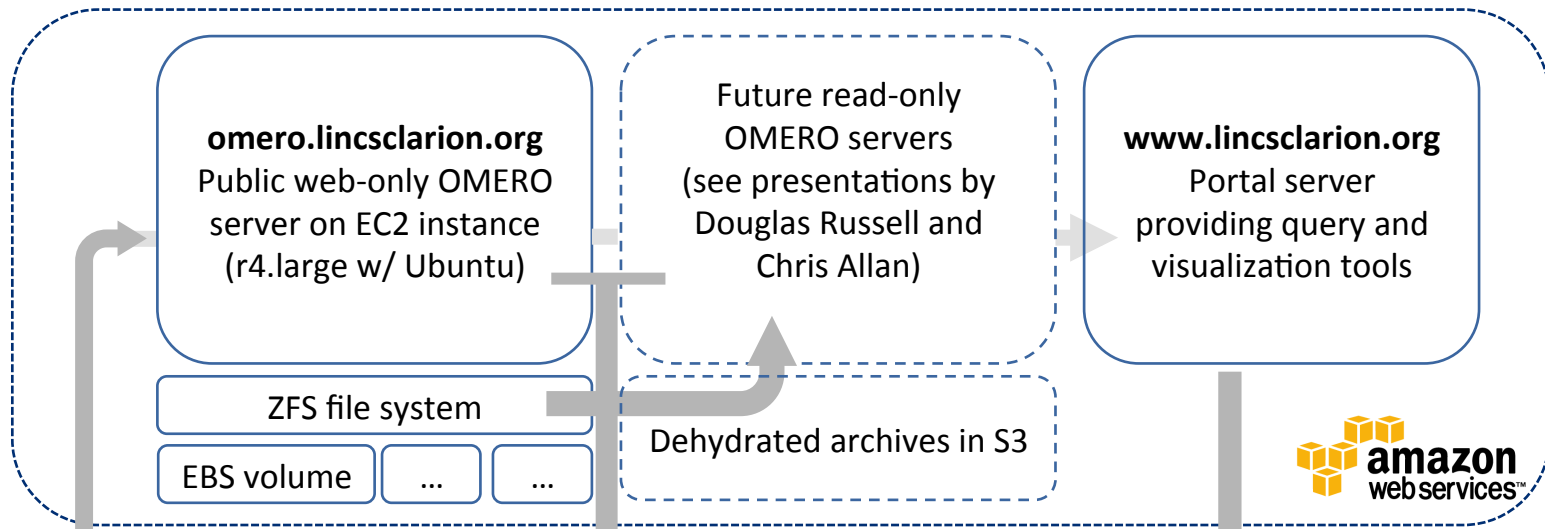 omero.lincsclarion.org
Public web-only OMERO
server on EC2 instance
(r4.large w/ Ubuntu)
Future read-only
OMERO servers
(see presentations by
Douglas Russell and
Chris Allan)
www.lincsclarion.org
Portal server
providing query and
visualization tools
ZFS file system
EBS volume
...
...
Dehydrated archives in S3
amazon
webservices™